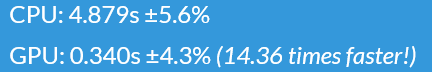 CPU: 4.879s ±5.6%
GPU: 0.340s ±4.3% (14.36 times faster!)